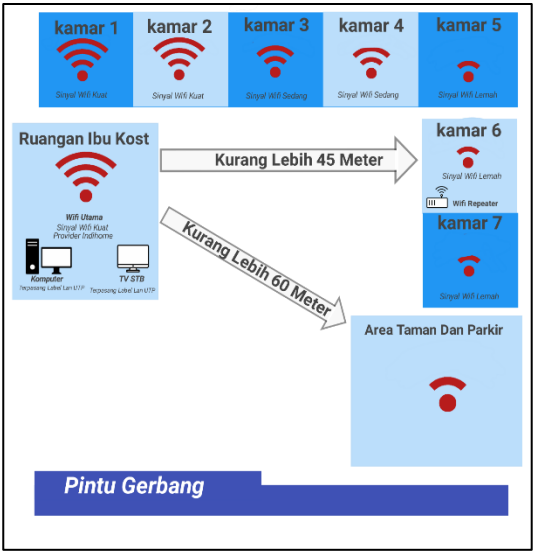 kamar 1
kamar 2
kamar 3
kamar 4
kamar 5
Sinyal Wifi Kuat
Sinyal Wifi Kuat
Sinyal Wifi Sedang
Sinyal Wifi Sedang
Sinyal Wifi Lemah
Ruangan Ibu Kost
Wifi Utama
Sinyal Wifi Kuat
Provider Indihome
Komputer
Terpasang Label Lan UTP
TV STB
Terpasang Label Lan UTP
Kurang Lebih 45 Meter
kamar 6
Sinyal Wifi Lemah
Wifi Repeater
kamar 7
Sinyal Wifi Lemah
Kurang Lebih 60 Meter
Area Taman Dan Parkir
Pintu Gerbang